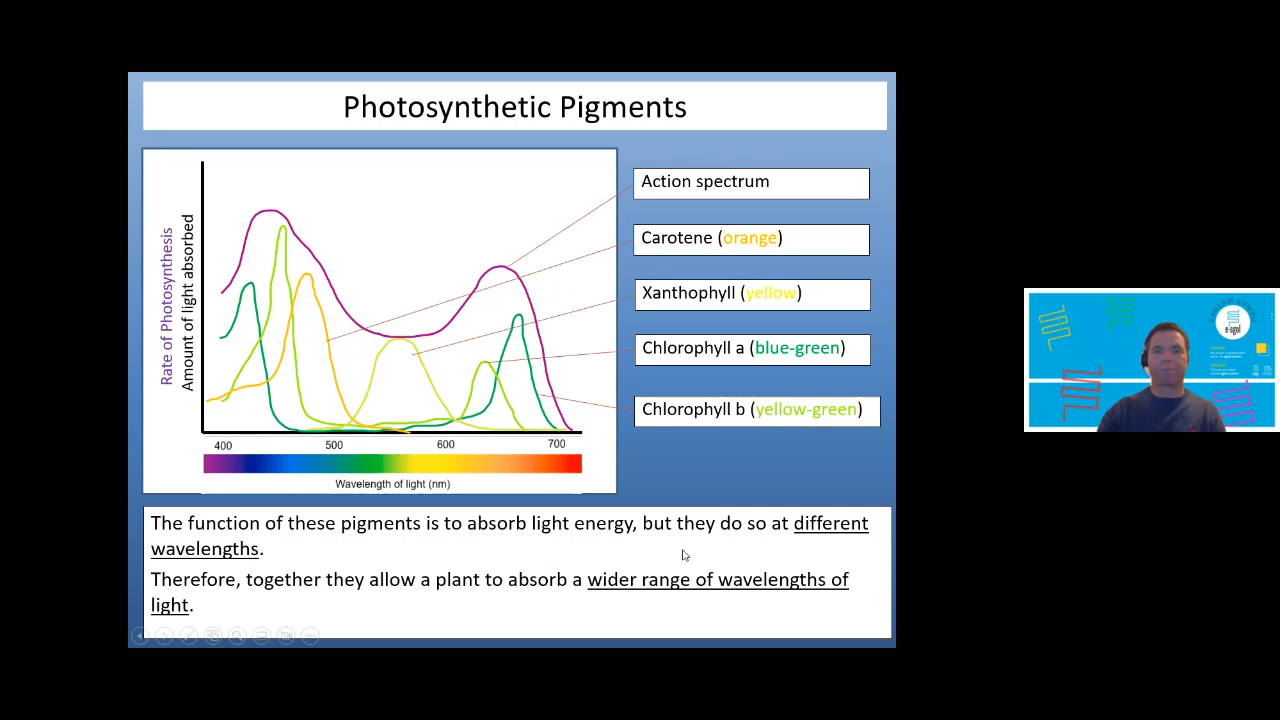 Photosynthetic Pigments
Rate of Photosynthesis
Amount of light absorbed
400 500 600 700
Wavelength of light (nm)
Action spectrum
Carotene (orange)
Xanthophyll (yellow)
Chlorophyll a (blue-green)
Chlorophyll b (yellow-green)
The function of these pigments is to absorb light energy, but they do so at different
wavelengths.
Therefore, together they allow a plant to absorb a wider range of wavelengths of
light.
e-sgol